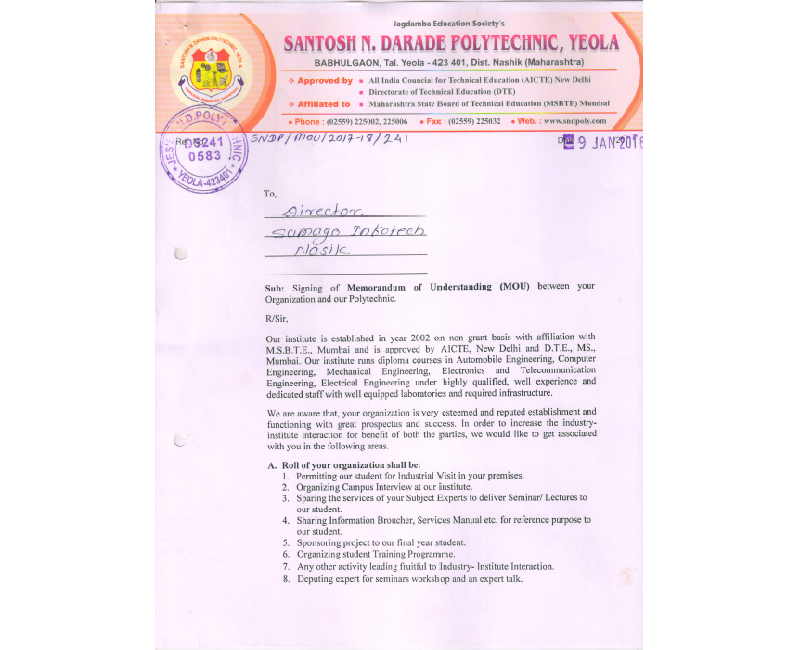 Jagdamba Education Society's
SANTOSH N. DARADE POLYTECHNIC, YEOLA
BABHULGAON, Tal. Yeola - 423 401, Dist. Nashik (Maharashtra)
Approved by All India Councial for Technical Education (AICTE) New Delhi
Directorate of Technical Education (DTE)
Affiliated to Maharashtra State Board of Technical Education (MSBTE) Mumbai
Phone : (02559) 225002, 225006 Fax : (02559) 225032 Web. : www.sndpoly.com
SNDP/MOU/2017-18/241
9 JAN 2018
0583
YEOLA-423401
To,
Director,
Sumago Infotech
Nasik
Sub: Signing of Memorandum of Understanding (MOU) between your
Organization and our Polytechnic.
R/Sir,
Our institute is established in year 2002 on non grant basis with affiliation with
M.S.B.T.E., Mumbai and is approved by AICTE, New Delhi and D.T.E., MS.,
Mumbai. Our institute runs diploma courses in Automobile Engineering, Computer
Engineering, Mechanical Engineering, Electronics and Telecommunication
Engineering, Electrical Engineering under highly qualified, well experience and
dedicated staff with well equipped laboratories and required infrastructure.
We are aware that, your organization is very esteemed and reputed establishment and
functioning with great prospectus and success. In order to increase the industry-
institute interaction for benefit of both the parties, we would like to get associated
with you in the following areas.
A. Roll of your organization shall be:
1. Permitting our student for Industrial Visit in your premises.
2. Organizing Campus Interview at our institute.
3. Sparing the services of your Subject Experts to deliver Seminar/ Lectures to
our student.
4. Sharing Information Broucher, Services Manual etc. for reference purpose to
our student.
5. Sponsoring project to our final year student.
6. Organizing student Training Programme.
7. Any other activity leading fruitful to Industry- Institute Interaction.
8. Deputing expert for seminars workshop and an expert talk.